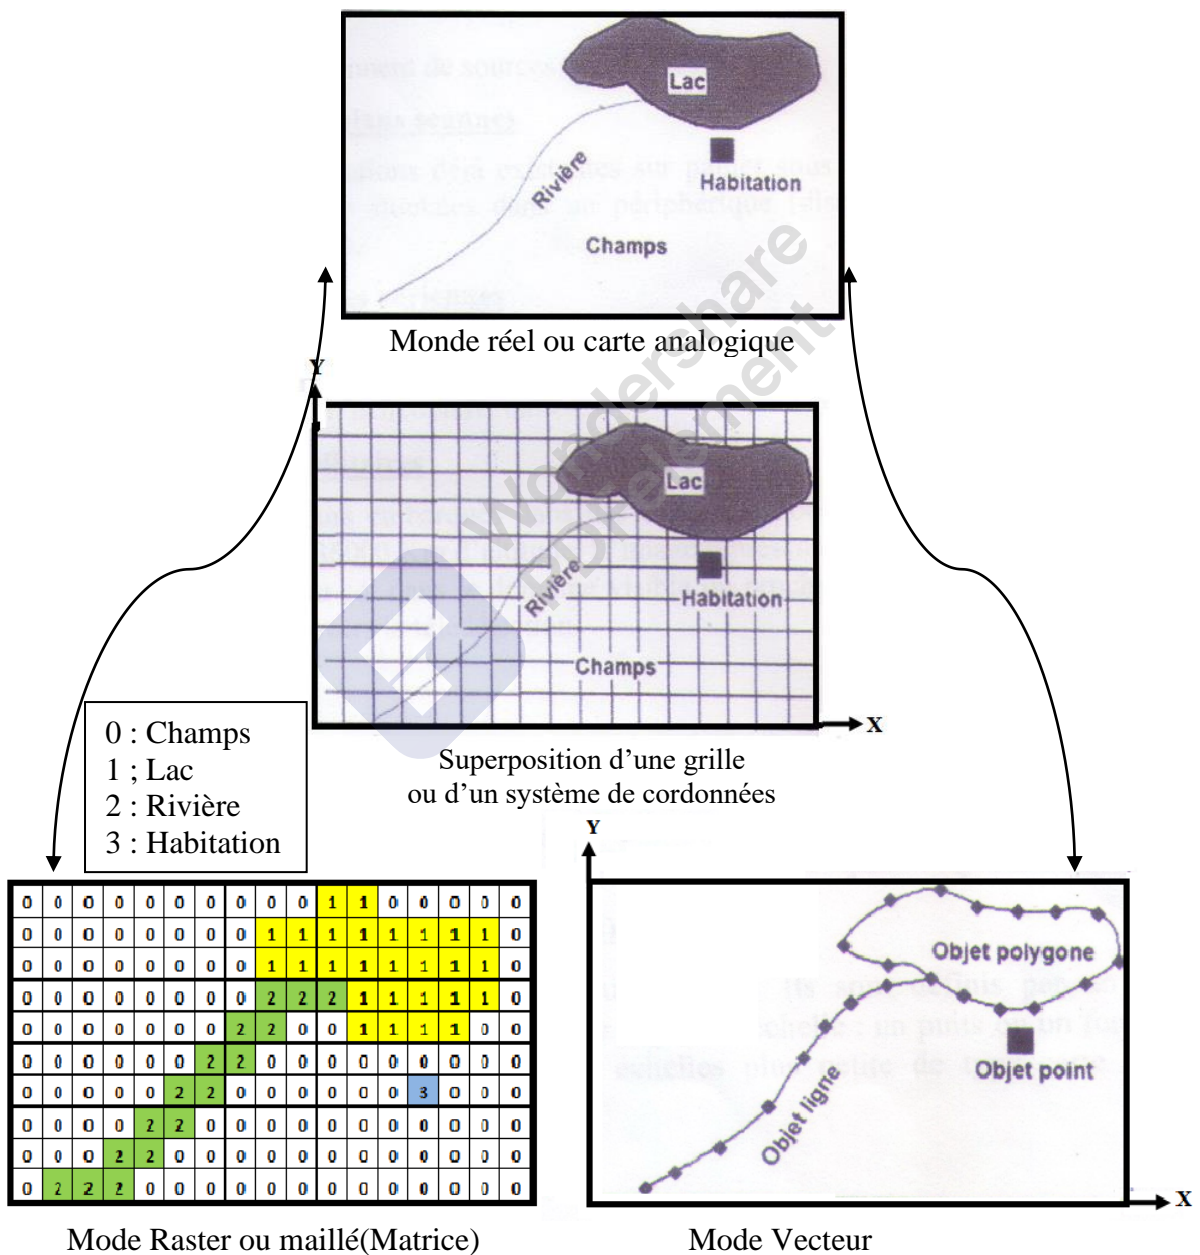 Lac
Rivière
Habitation
Champs
Monde réel ou carte analogique
Y
Lac
Rivière
Habitation
Champs
X
Superposition d'une grille
ou d'un système de cordonnées
0 : Champs
1 ; Lac
2 : Rivière
3 : Habitation
0 0 0 0 0 0 0 0 0 0 1 1 0 0 0 0 0
0 0 0 0 0 0 0 0 1 1 1 1 1 1 1 1 0
0 0 0 0 0 0 0 0 1 1 1 1 1 1 1 1 0
0 0 0 0 0 0 0 0 2 2 2 1 1 1 1 1 0
0 0 0 0 0 0 0 2 2 0 0 1 1 1 1 0 0
0 0 0 0 0 0 2 2 0 0 0 0 0 0 0 0 0
0 0 0 0 0 2 2 0 0 0 0 0 0 3 0 0 0
0 0 0 0 2 2 0 0 0 0 0 0 0 0 0 0 0
0 0 0 2 2 0 0 0 0 0 0 0 0 0 0 0 0
0 2 2 2 0 0 0 0 0 0 0 0 0 0 0 0 0
Mode Raster ou maillé(Matrice)
Y
Objet polygone
Objet point
Objet ligne
X
Mode Vecteur
Wondershare
PDFelement